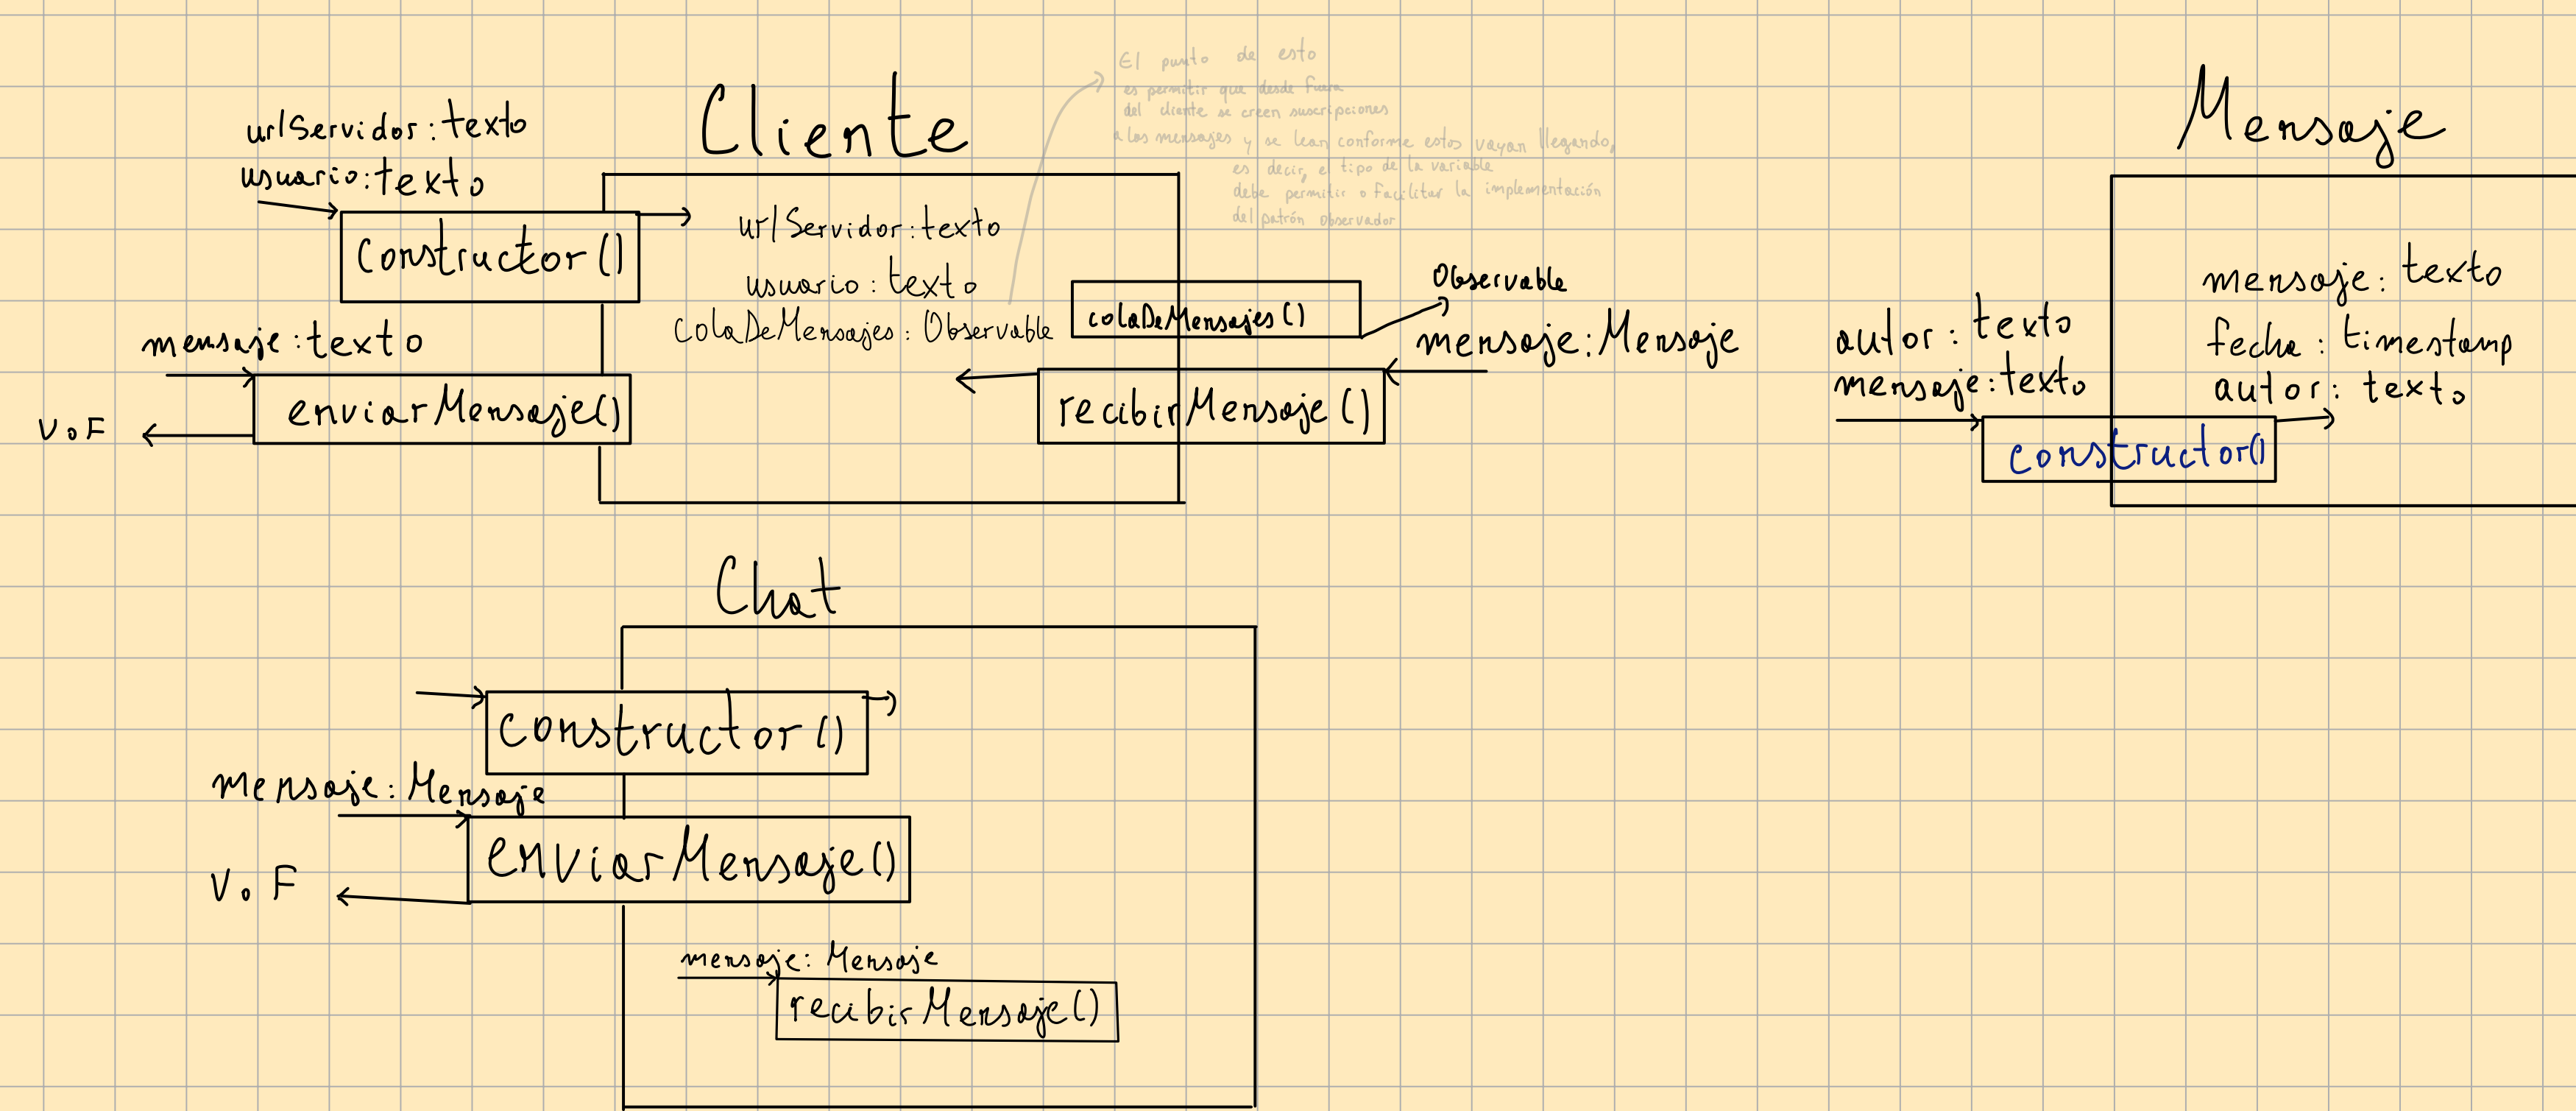 Cliente
urlServidor: texto
usuario: texto
constructor()
urlServidor: texto
usuario: texto
ColaDeMensajes: Observable
mensaje: texto
enviarMensaje()
V o F
El punto de esto
es permitir que desde fuera
del cliente se creen suscripciones
a los mensajes y se lean conforme estos vayan llegando,
es decir, el tipo de la variable
debe permitir o facilitar la implementación
del patrón observador
colaDeMensajes()
Observable
mensaje: Mensaje
recibirMensaje()
Mensaje
mensaje: texto
fecha: timestamp
autor: texto
autor: texto
mensaje: texto
constructor()
Chat
constructor()
mensaje: Mensaje
enviarMensaje()
V o F
mensaje: Mensaje
recibirMensaje()